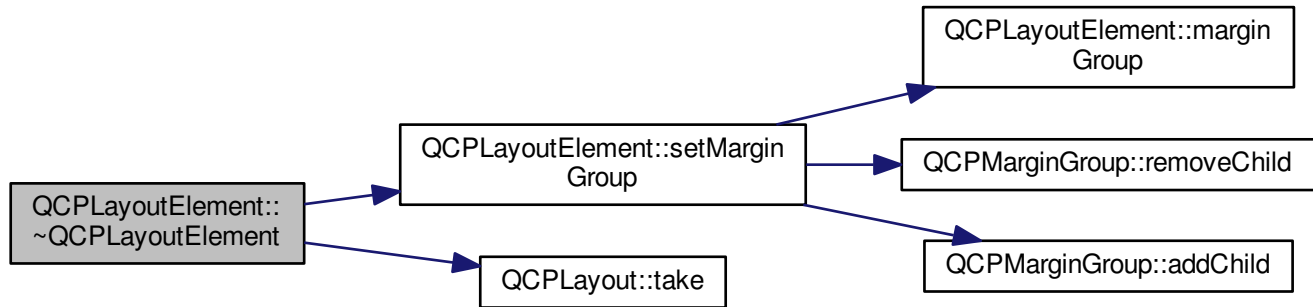 QCPLayoutElement::
~QCPLayoutElement
QCPLayoutElement::setMargin
Group
QCPLayout::take
QCPLayoutElement::margin
Group
QCPMarginGroup::removeChild
QCPMarginGroup::addChild